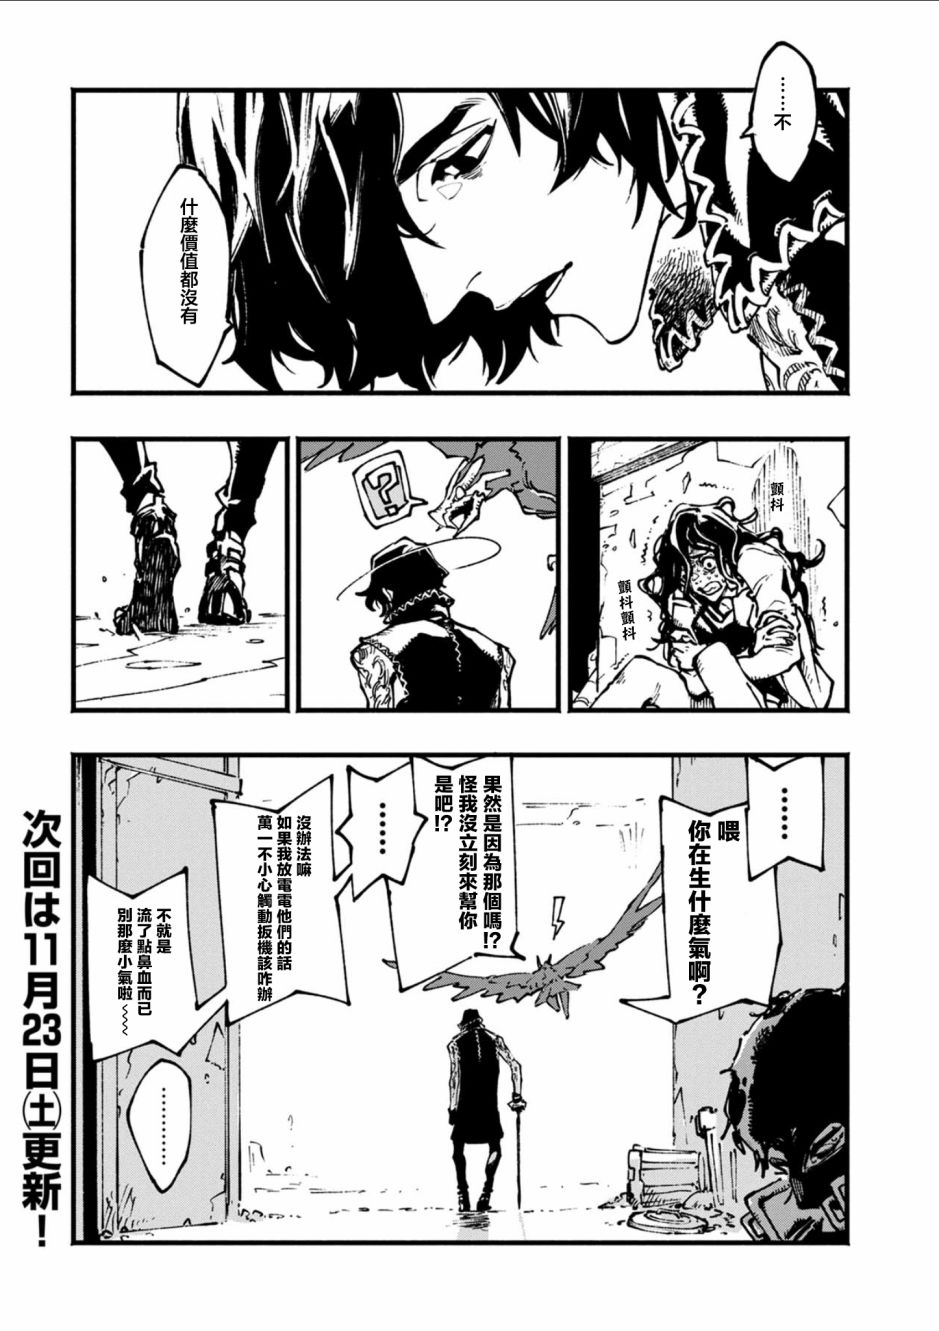 ……不
什麼價值都沒有
顫抖
顫抖顫抖
？
……
喂
你在生什麼氣啊？
果然是因為那個嗎!?
怪我沒立刻來幫你
是吧!?
……
沒辦法嘛
如果我放電電他們的話
萬一不小心觸動扳機該咋辦
不就是
流了點鼻血而已
別那麼小氣啦～～
………
次回は11月23日㈯更新！